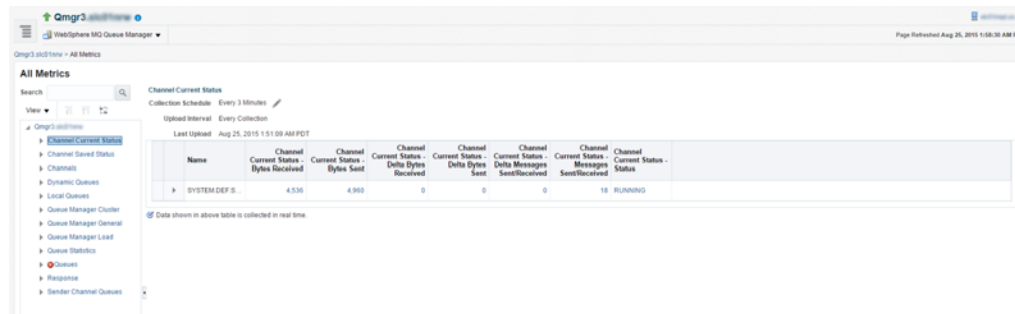 Qmgr3
WebSphere MQ Queue Manager
Page Refreshed Aug 25, 2015 1:58:30 AM
> All Metrics
All Metrics
Search
View
Qmgr3
Channel Current Status
Channel Saved Status
Channels
Dynamic Queues
Local Queues
Queue Manager Cluster
Queue Manager General
Queue Manager Load
Queue Statistics
Queues
Response
Sender Channel Queues
Channel Current Status
Collection Schedule Every 3 Minutes
Upload Interval Every Collection
Last Upload Aug 25, 2015 1:51:09 AM PDT
Name
Channel Current Status - Bytes Received
Channel Current Status - Bytes Sent
Channel Current Status - Delta Bytes Received
Channel Current Status - Delta Bytes Sent
Channel Current Status - Delta Messages Sent/Received
Channel Current Status - Messages Sent/Received
Channel Current Status - Status
SYSTEM.DEF.S... 4,536 4,960 0 0 0 18 RUNNING
Data shown in above table is collected in real time.